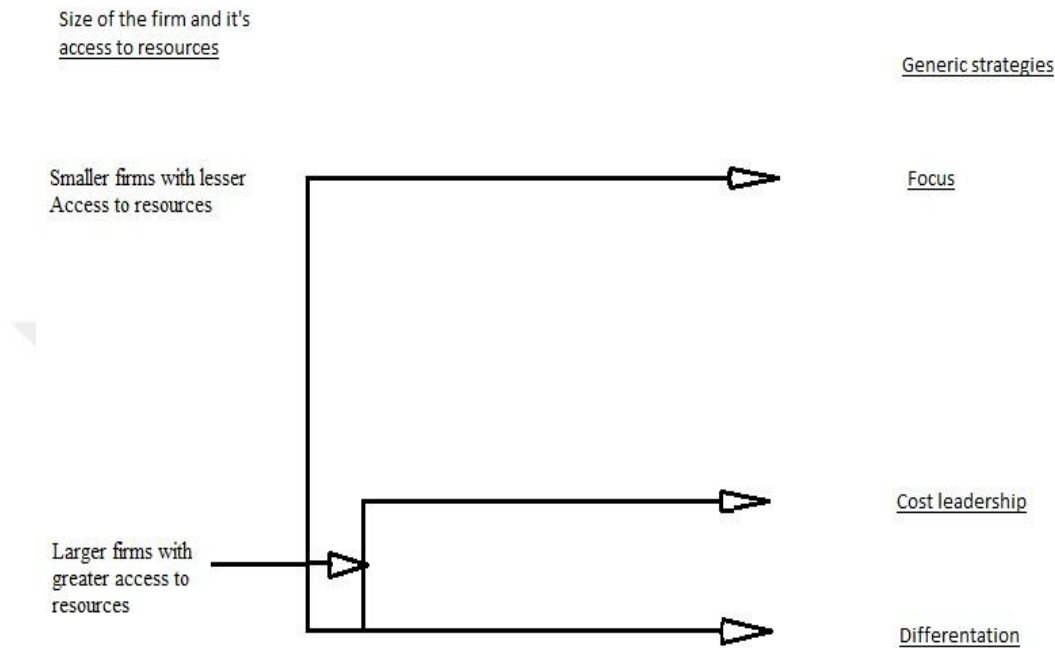 Size of the firm and it's
access to resources
Generic strategies
Smaller firms with lesser
Access to resources
Focus
Cost leadership
Larger firms with
greater access to
resources
Differentation